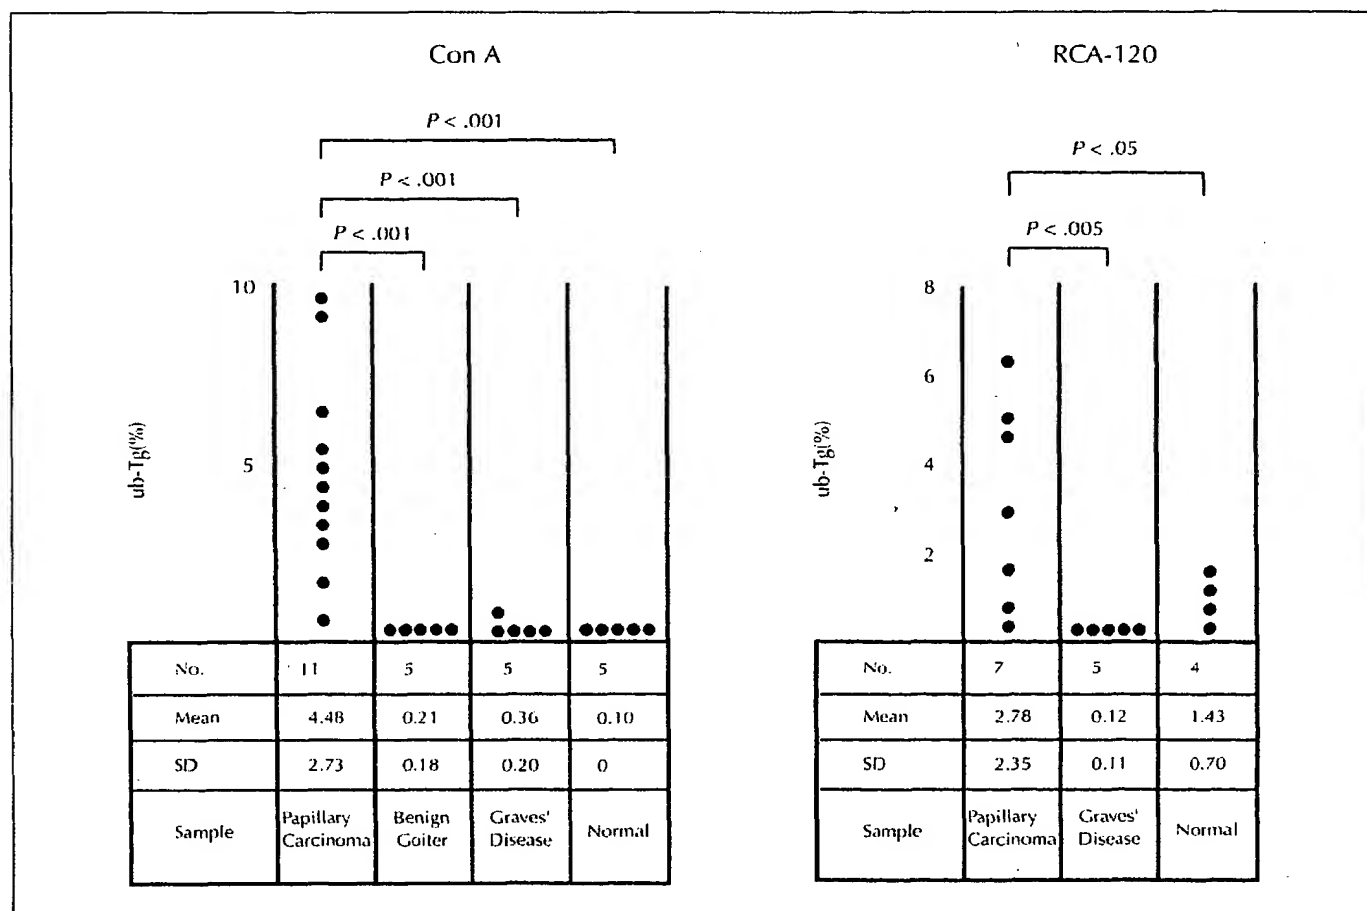 Con A
P < .001
P < .001
P < .001
10
5
ub-Tg(%)
No. 11 5 5 5
Mean 4.48 0.21 0.36 0.10
SD 2.73 0.18 0.20 0
Sample Papillary Carcinoma Benign Goiter Graves' Disease Normal
RCA-120
P < .05
P < .005
8
6
4
2
ub-Tg(%)
No. 7 5 4
Mean 2.78 0.12 1.43
SD 2.35 0.11 0.70
Sample Papillary Carcinoma Graves' Disease Normal